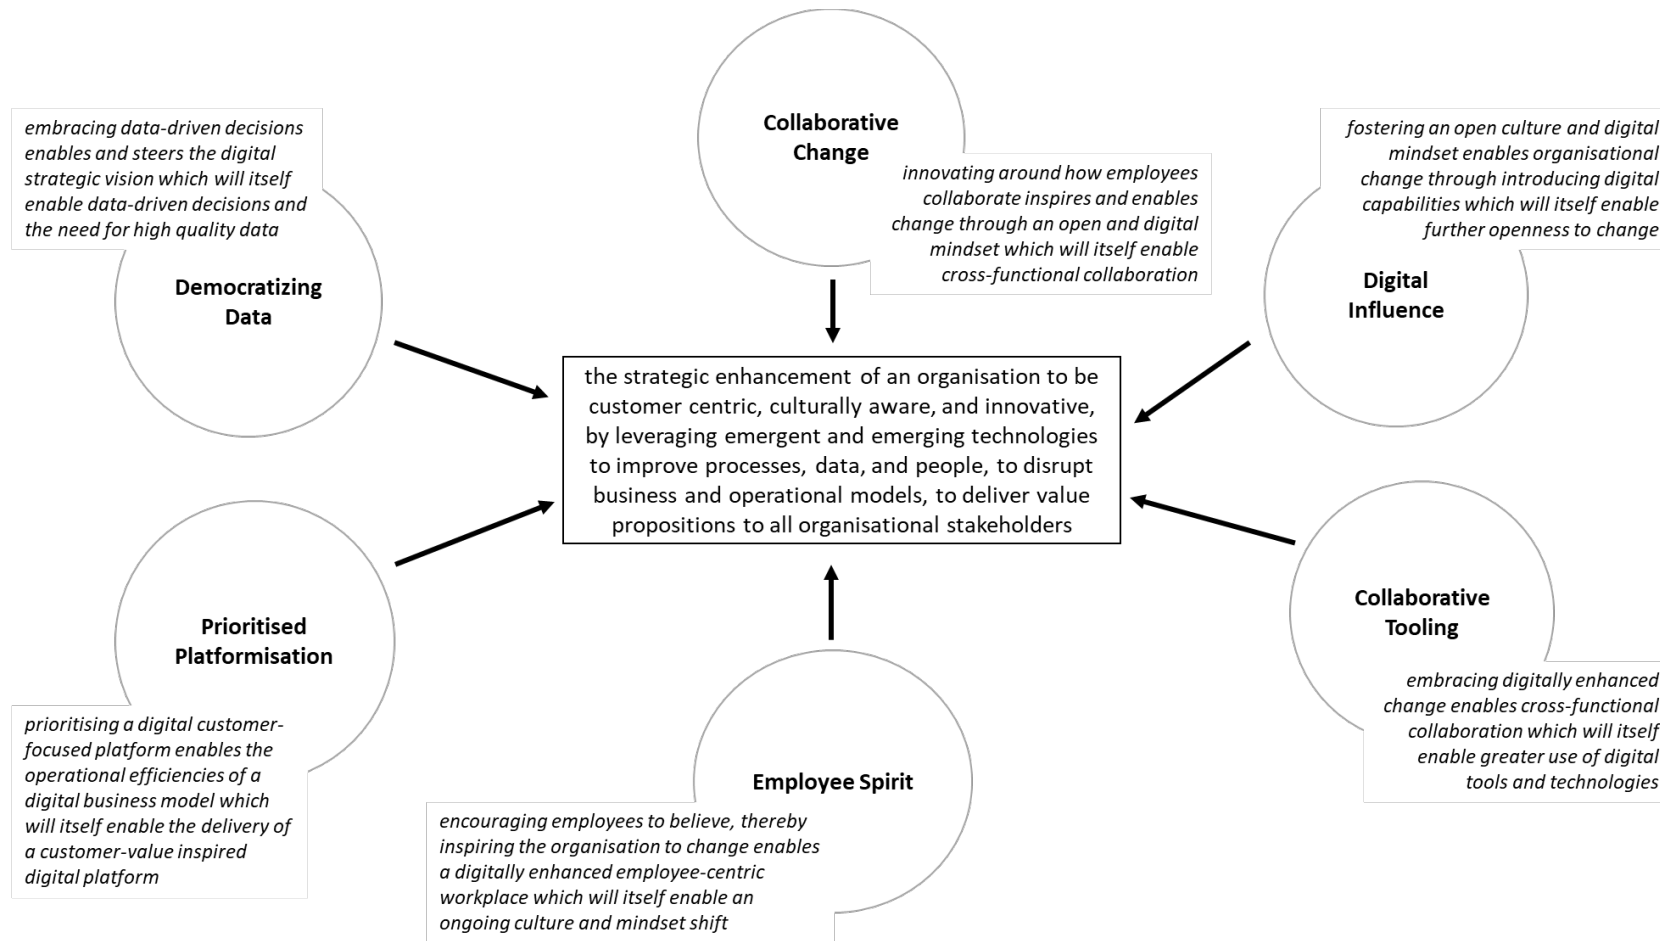 Collaborative
Change
innovating around how employees
collaborate inspires and enables
change through an open and digital
mindset which will itself enable
cross-functional collaboration
embracing data-driven decisions
enables and steers the digital
strategic vision which will itself
enable data-driven decisions and
the need for high quality data
Democratizing
Data
fostering an open culture and digital
mindset enables organisational
change through introducing digital
capabilities which will itself enable
further openness to change
Digital
Influence
the strategic enhancement of an organisation to be
customer centric, culturally aware, and innovative,
by leveraging emergent and emerging technologies
to improve processes, data, and people, to disrupt
business and operational models, to deliver value
propositions to all organisational stakeholders
Prioritised
Platformisation
prioritising a digital customer-
focused platform enables the
operational efficiencies of a
digital business model which
will itself enable the delivery of
a customer-value inspired
digital platform
Employee Spirit
encouraging employees to believe, thereby
inspiring the organisation to change enables
a digitally enhanced employee-centric
workplace which will itself enable an
ongoing culture and mindset shift
Collaborative
Tooling
embracing digitally enhanced
change enables cross-functional
collaboration which will itself
enable greater use of digital
tools and technologies